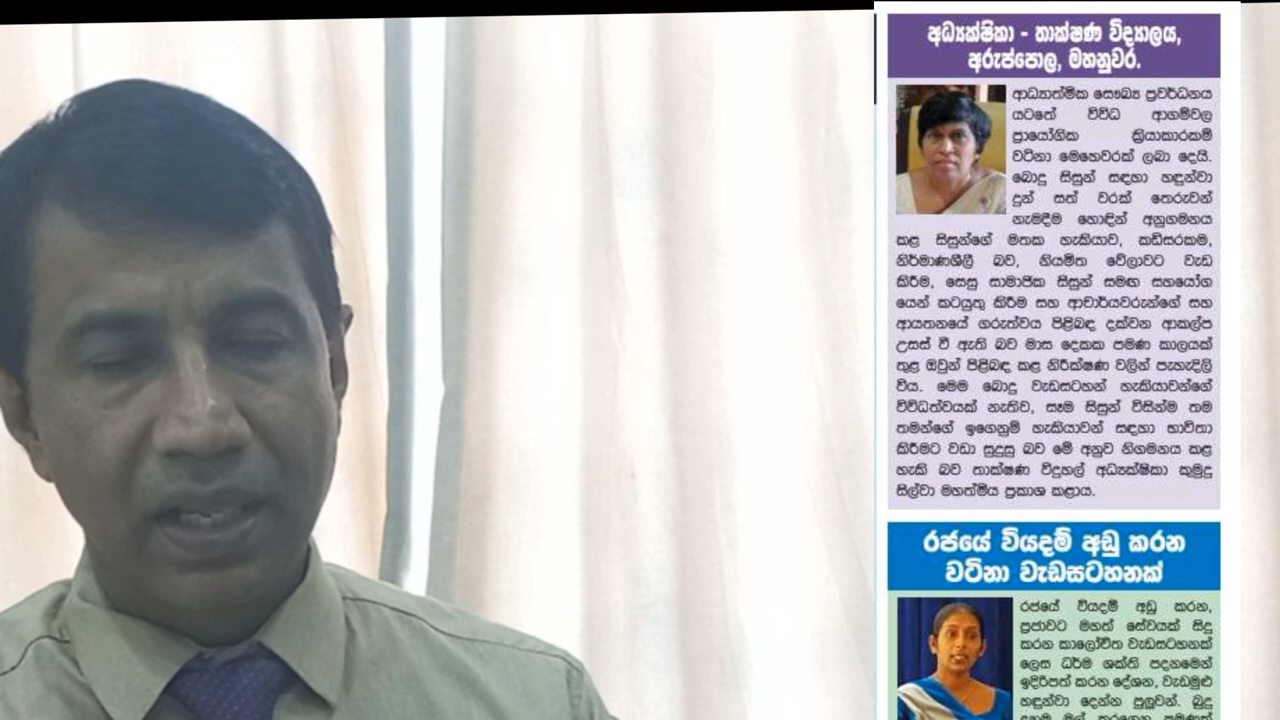 අධ්‍යක්ෂිකා - තාක්ෂණ විද්‍යාලය,
අරුප්පොල, මහනුවර.
ආධ්‍යාත්මික සෞඛ්‍ය ප්‍රවර්ධනය
යටතේ විවිධ ආගම්වල
ප්‍රායෝගික ක්‍රියාකාරකම්
වටිනා මෙහෙවරක් ලබා දෙයි.
බොදු සිසුන් සඳහා හඳුන්වා
දුන් සත් වරක් තෙරුවන්
නැමදීම හොඳින් අනුගමනය
කළ සිසුන්ගේ මතක හැකියාව, කඩිසරකම,
නිර්මාණශීලී බව, නියමිත වේලාවට වැඩ
කිරීම, සෙසු සාමාජික සිසුන් සමඟ සහයෝග
යෙන් කටයුතු කිරීම සහ ආචාර්යවරුන්ගේ සහ
ආයතනයේ ගරුත්වය පිළිබඳ දක්වන ආකල්ප
උසස් වී ඇති බව මාස දෙකක පමණ කාලයක්
තුළ ඔවුන් පිළිබඳ කළ නිරීක්ෂණ වලින් පැහැදිලි
විය. මෙම බොදු වැඩසටහන් හැකියාවන්ගේ
විවිධත්වයක් නැතිව, සෑම සිසුන් විසින්ම තම
තමන්ගේ ඉගෙනුම් හැකියාවන් සඳහා භාවිතා
කිරීමට වඩා සුදුසු බව මේ අනුව නිගමනය කළ
හැකි බව තාක්ෂණ විදුහල් අධ්‍යක්ෂිකා කුමුදු
සිල්වා මහත්මිය ප්‍රකාශ කළාය.
රජයේ වියදම් අඩු කරන
වටිනා වැඩසටහනක්
රජයේ වියදම් අඩු කරන,
ප්‍රජාවට මහත් සේවයක් සිදු
කරන කාලෝචිත වැඩසටහනක්
ලෙස ධර්ම ශක්ති පදනමෙන්
ඉදිරිපත් කරන දේශන, වැඩමුළු
හඳුන්වා දෙන්න පුලුවන්. බුදු